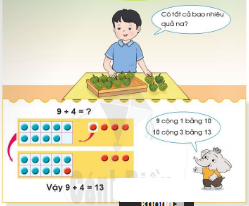 Có tất cả bao nhiêu
quả na?
9 + 4 = ?
9 cộng 1 bằng 10
10 cộng 3 bằng 13
Vậy 9 + 4 = 13